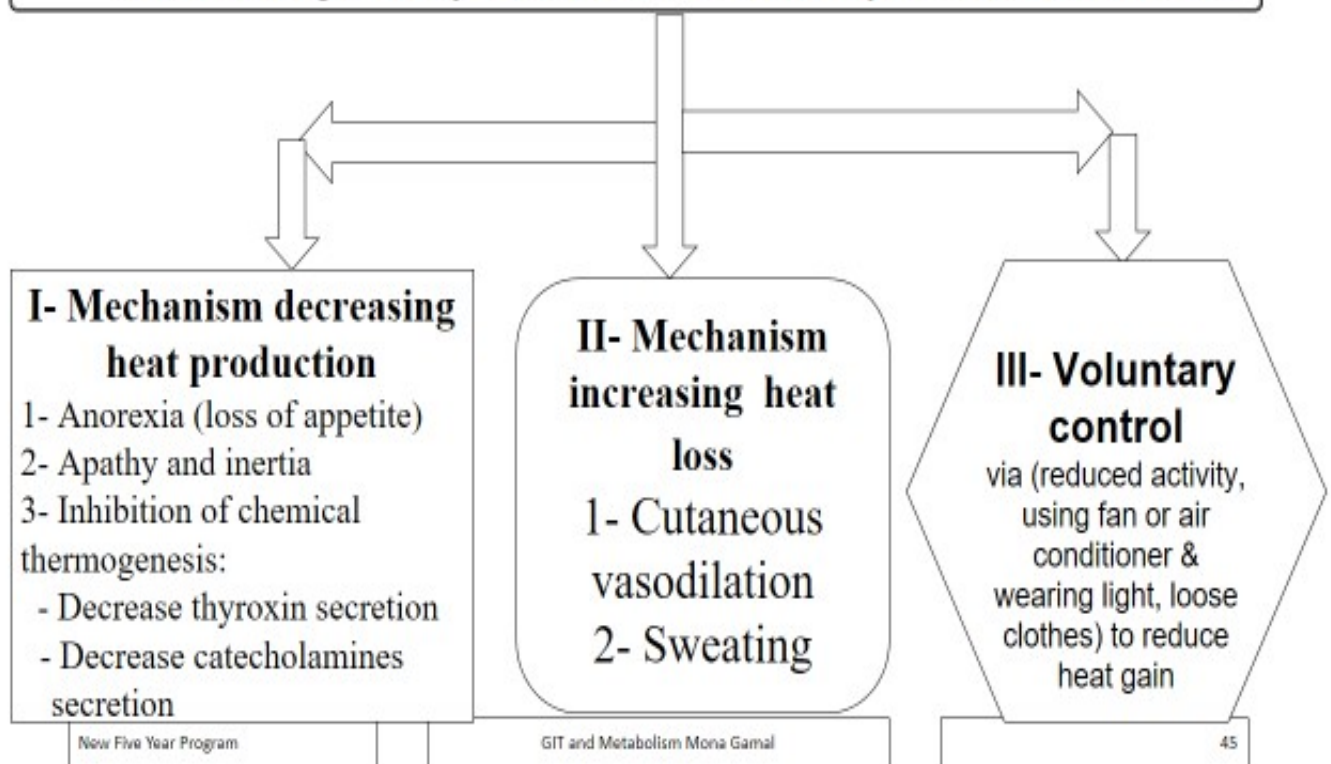 I- Mechanism decreasing
heat production
1- Anorexia (loss of appetite)
2- Apathy and inertia
3- Inhibition of chemical
thermogenesis:
- Decrease thyroxin secretion
- Decrease catecholamines
secretion
II- Mechanism
increasing heat
loss
1- Cutaneous
vasodilation
2- Sweating
III- Voluntary
control
via (reduced activity,
using fan or air
conditioner &
wearing light, loose
clothes) to reduce
heat gain
New Five Year Program
GIT and Metabolism Mona Gamal
45